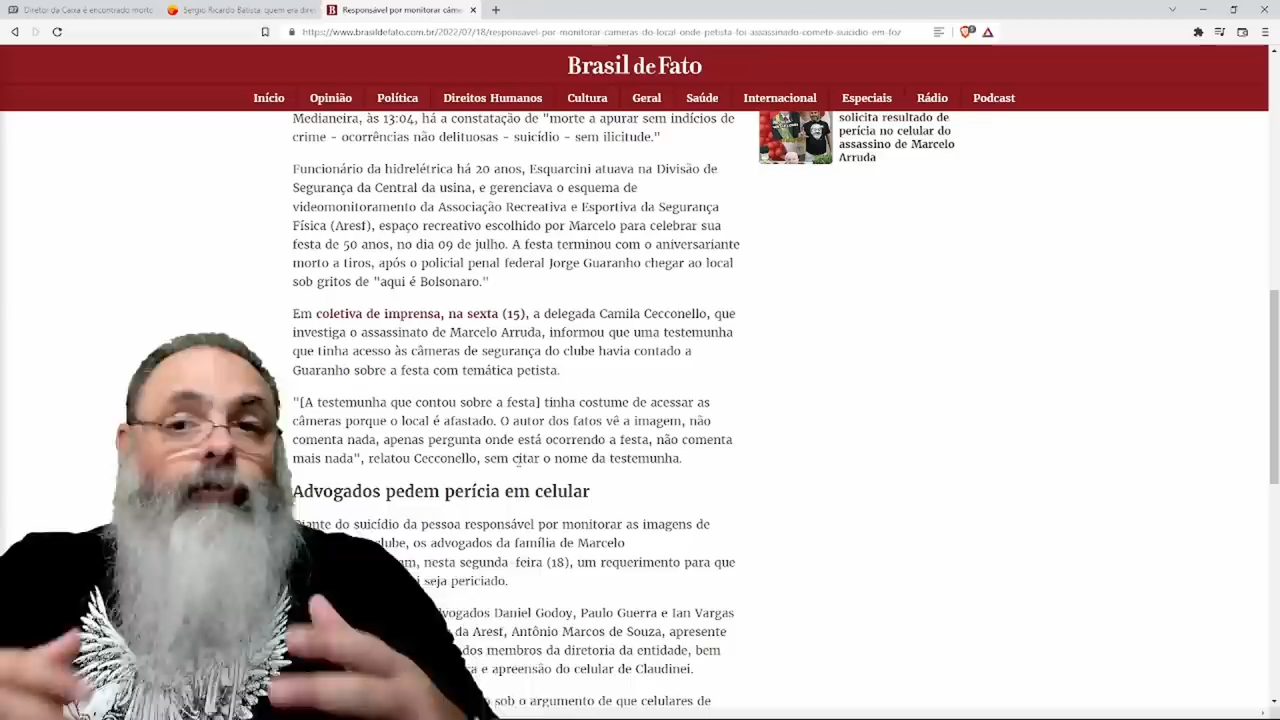 Diretor da Caixa é encontrado morto
Sergio Ricardo Batista: quem era dire
Responsável por monitorar câme
https://www.brasildefato.com.br/2022/07/18/responsavel-por-monitorar-cameras-do-local-onde-petista-foi-assassinado-comete-suicidio-em-foz
Brasil de Fato
Início Opinião Política Direitos Humanos Cultura Geral Saúde Internacional Especiais Rádio Podcast
Medianeira, às 13:04, há a constatação de "morte a apurar sem indícios de
crime - ocorrências não delituosas - suicídio - sem ilicitude."
Funcionário da hidrelétrica há 20 anos, Esquarcini atuava na Divisão de
Segurança da Central da usina, e gerenciava o esquema de
videomonitoramento da Associação Recreativa e Esportiva da Segurança
Física (Aresf), espaço recreativo escolhido por Marcelo para celebrar sua
festa de 50 anos, no dia 09 de julho. A festa terminou com o aniversariante
morto a tiros, após o policial penal federal Jorge Guaranho chegar ao local
sob gritos de "aqui é Bolsonaro."
Em coletiva de imprensa, na sexta (15), a delegada Camila Cecconello, que
investiga o assassinato de Marcelo Arruda, informou que uma testemunha
que tinha acesso às câmeras de segurança do clube havia contado a
Guaranho sobre a festa com temática petista.
"[A testemunha que contou sobre a festa] tinha costume de acessar as
câmeras porque o local é afastado. O autor dos fatos vê a imagem, não
comenta nada, apenas pergunta onde está ocorrendo a festa, não comenta
mais nada", relatou Cecconello, sem citar o nome da testemunha.
Advogados pedem perícia em celular
Diante do suicídio da pessoa responsável por monitorar as imagens de
clube, os advogados da família de Marcelo
nesta segunda-feira (18), um requerimento para que
seja periciado.
advogados Daniel Godoy, Paulo Guerra e Ian Vargas
da Aresf, Antônio Marcos de Souza, apresente
dos membros da diretoria da entidade, bem
e apreensão do celular de Claudinei.
sob o argumento de que celulares de
solicita resultado de
perícia no celular do
assassino de Marcelo
Arruda